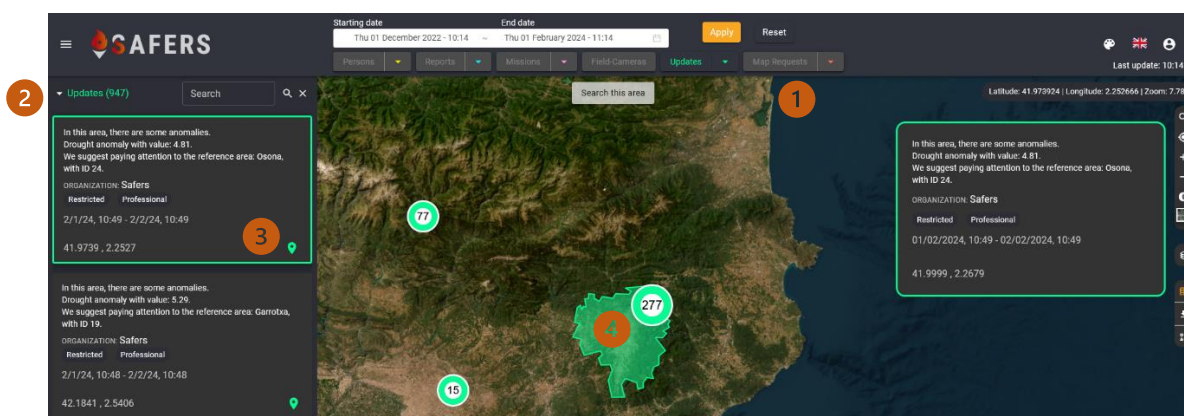 SAFERS
Starting date
End date
Thu 01 December 2022 - 10:14 ~ Thu 01 February 2024 - 11:14
Apply
Reset
Persons
Reports
Missions
Field-Cameras
Updates
Map Requests
Last update: 10:14
2
Updates (947)
Search
Search this area
1
Latitude: 41.973924 | Longitude: 2.252666 | Zoom: 7.78
In this area, there are some anomalies.
Drought anomaly with value: 4.81.
We suggest paying attention to the reference area: Osona,
with ID 24.
ORGANIZATION: Safers
Restricted Professional
2/1/24, 10:49 - 2/2/24, 10:49
3
41.9739 , 2.2527
In this area, there are some anomalies.
Drought anomaly with value: 5.29.
We suggest paying attention to the reference area: Garrotxa,
with ID 19.
ORGANIZATION: Safers
Restricted Professional
2/1/24, 10:48 - 2/2/24, 10:48
42.1841 , 2.5406
77
277
4
15
In this area, there are some anomalies.
Drought anomaly with value: 4.81.
We suggest paying attention to the reference area: Osona,
with ID 24.
ORGANIZATION: Safers
Restricted Professional
01/02/2024, 10:49 - 02/02/2024, 10:49
41.9999 , 2.2679